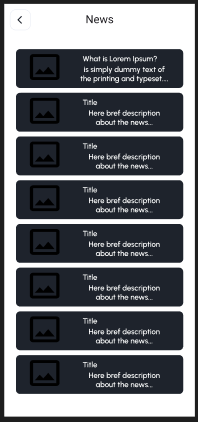 News
What is Lorem Ipsum?
is simply dummy text of
the printing and typeset....
Title
Here bref description
about the news...
Title
Here bref description
about the news...
Title
Here bref description
about the news...
Title
Here bref description
about the news...
Title
Here bref description
about the news...
Title
Here bref description
about the news...
Title
Here bref description
about the news...